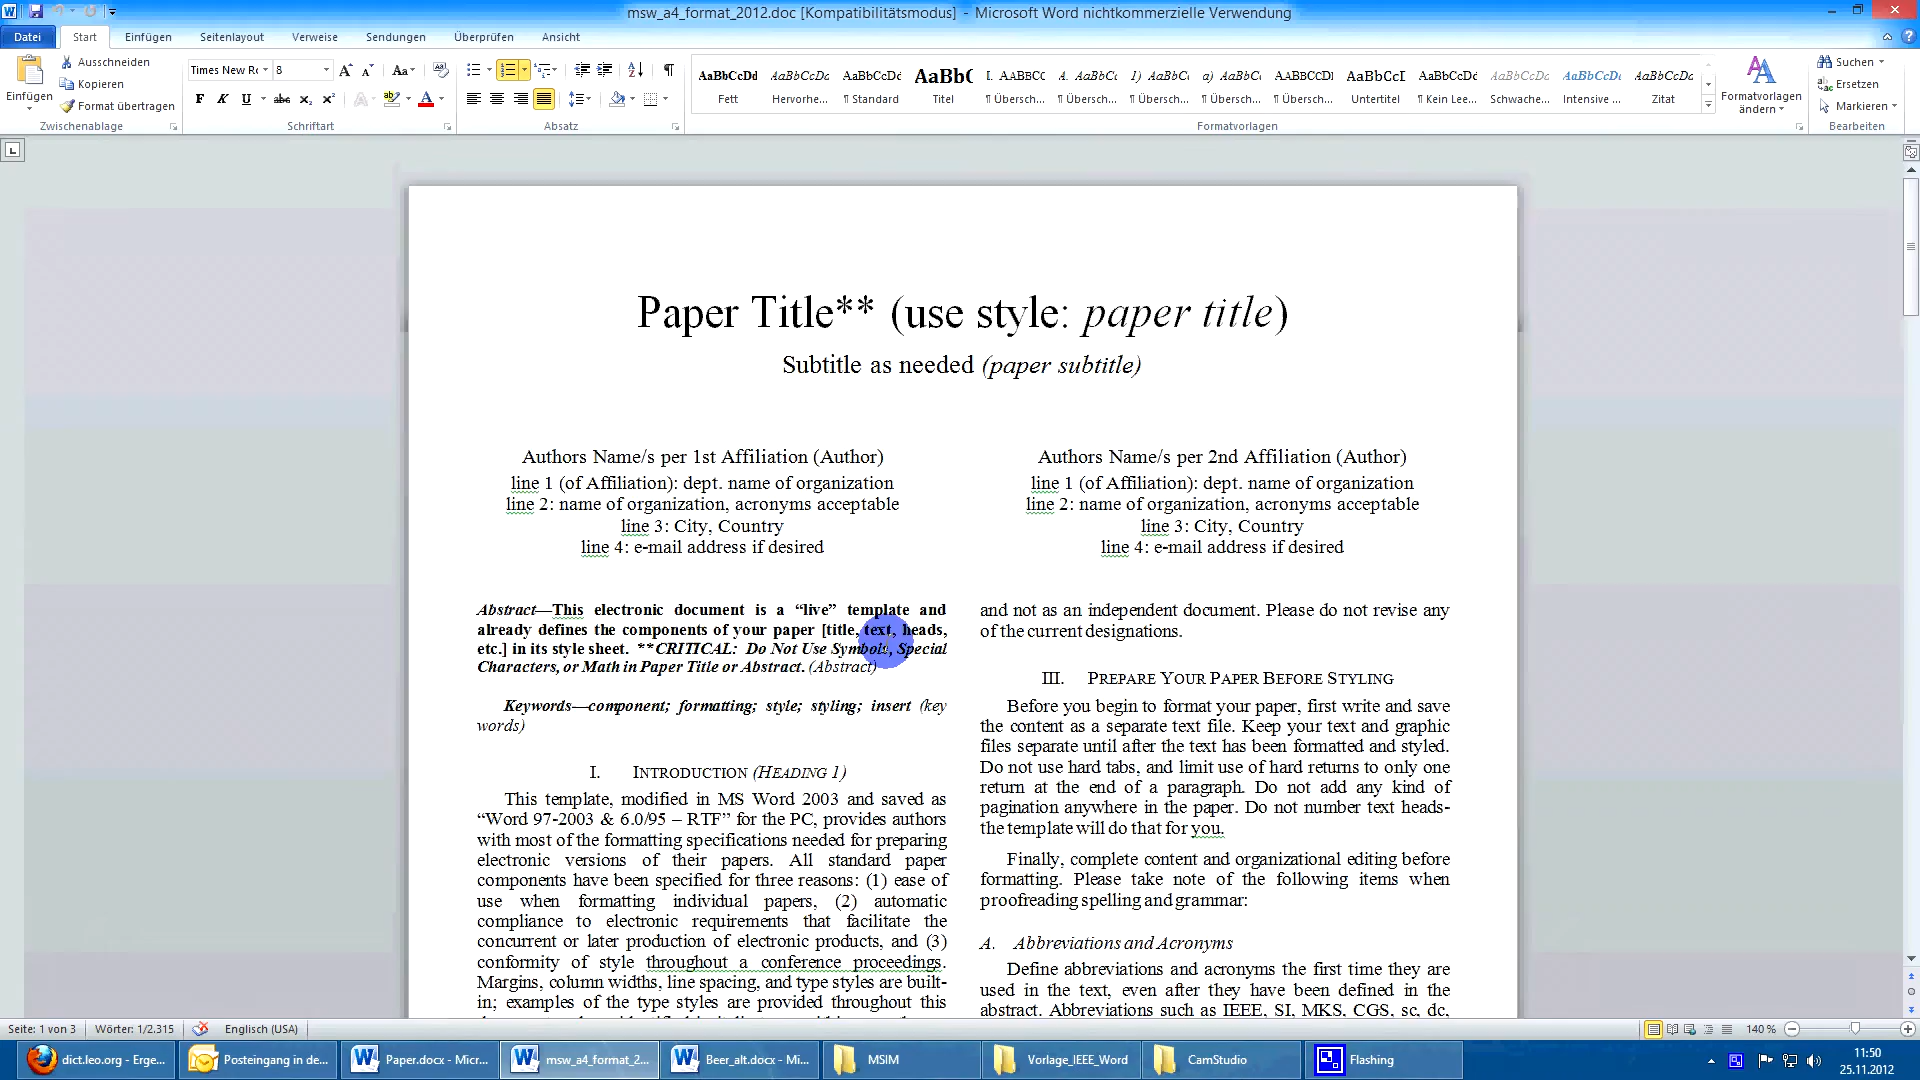 msw_a4_format_2012.doc [Kompatibilitätsmodus] - Microsoft Word nichtkommerzielle Verwendung
Datei Start Einfügen Seitenlayout Verweise Sendungen Überprüfen Ansicht
Einfügen
Ausschneiden
Kopieren
Format übertragen
Zwischenablage
Times New Rc 8
F K U abc x₂ x²
Schriftart
Absatz
AaBbCcDd AaBbCcDc AaBbCcDc AaBbC I. AABBCC A. AaBbCc 1) AaBbC a) AaBbC AABBCCDI AaBbCcI AaBbCcDc AaBbCcDc AaBbCcDc AaBbCcDc
Fett Hervorhe... ¶ Standard Titel ¶ Übersch... ¶ Übersch... ¶ Übersch... ¶ Übersch... ¶ Übersch... Untertitel ¶ Kein Lee... Schwache... Intensive ... Zitat
Formatvorlagen
Formatvorlagen
ändern
Suchen
Ersetzen
Markieren
Bearbeiten
Paper Title** (use style: paper title)
Subtitle as needed (paper subtitle)
Authors Name/s per 1st Affiliation (Author)
line 1 (of Affiliation): dept. name of organization
line 2: name of organization, acronyms acceptable
line 3: City, Country
line 4: e-mail address if desired
Authors Name/s per 2nd Affiliation (Author)
line 1 (of Affiliation): dept. name of organization
line 2: name of organization, acronyms acceptable
line 3: City, Country
line 4: e-mail address if desired
Abstract—This electronic document is a “live” template and
already defines the components of your paper [title, text, heads,
etc.] in its style sheet. **CRITICAL: Do Not Use Symbols, Special
Characters, or Math in Paper Title or Abstract. (Abstract)
Keywords—component; formatting; style; styling; insert (key
words)
I. INTRODUCTION (HEADING 1)
This template, modified in MS Word 2003 and saved as
“Word 97-2003 & 6.0/95 – RTF” for the PC, provides authors
with most of the formatting specifications needed for preparing
electronic versions of their papers. All standard paper
components have been specified for three reasons: (1) ease of
use when formatting individual papers, (2) automatic
compliance to electronic requirements that facilitate the
concurrent or later production of electronic products, and (3)
conformity of style throughout a conference proceedings.
Margins, column widths, line spacing, and type styles are built-
in; examples of the type styles are provided throughout this
and not as an independent document. Please do not revise any
of the current designations.
III. PREPARE YOUR PAPER BEFORE STYLING
Before you begin to format your paper, first write and save
the content as a separate text file. Keep your text and graphic
files separate until after the text has been formatted and styled.
Do not use hard tabs, and limit use of hard returns to only one
return at the end of a paragraph. Do not add any kind of
pagination anywhere in the paper. Do not number text heads-
the template will do that for you.
Finally, complete content and organizational editing before
formatting. Please take note of the following items when
proofreading spelling and grammar:
A. Abbreviations and Acronyms
Define abbreviations and acronyms the first time they are
used in the text, even after they have been defined in the
abstract. Abbreviations such as IEEE, SI, MKS, CGS, sc, dc,
Seite: 1 von 3 Wörter: 1/2.315 Englisch (USA) 140 %
dict.leo.org - Erge... Posteingang in de... Paper.docx - Micr... msw_a4_format_2... Beer_alt.docx - Mi... MSIM Vorlage_IEEE_Word CamStudio Flashing
11:50
25.11.2012